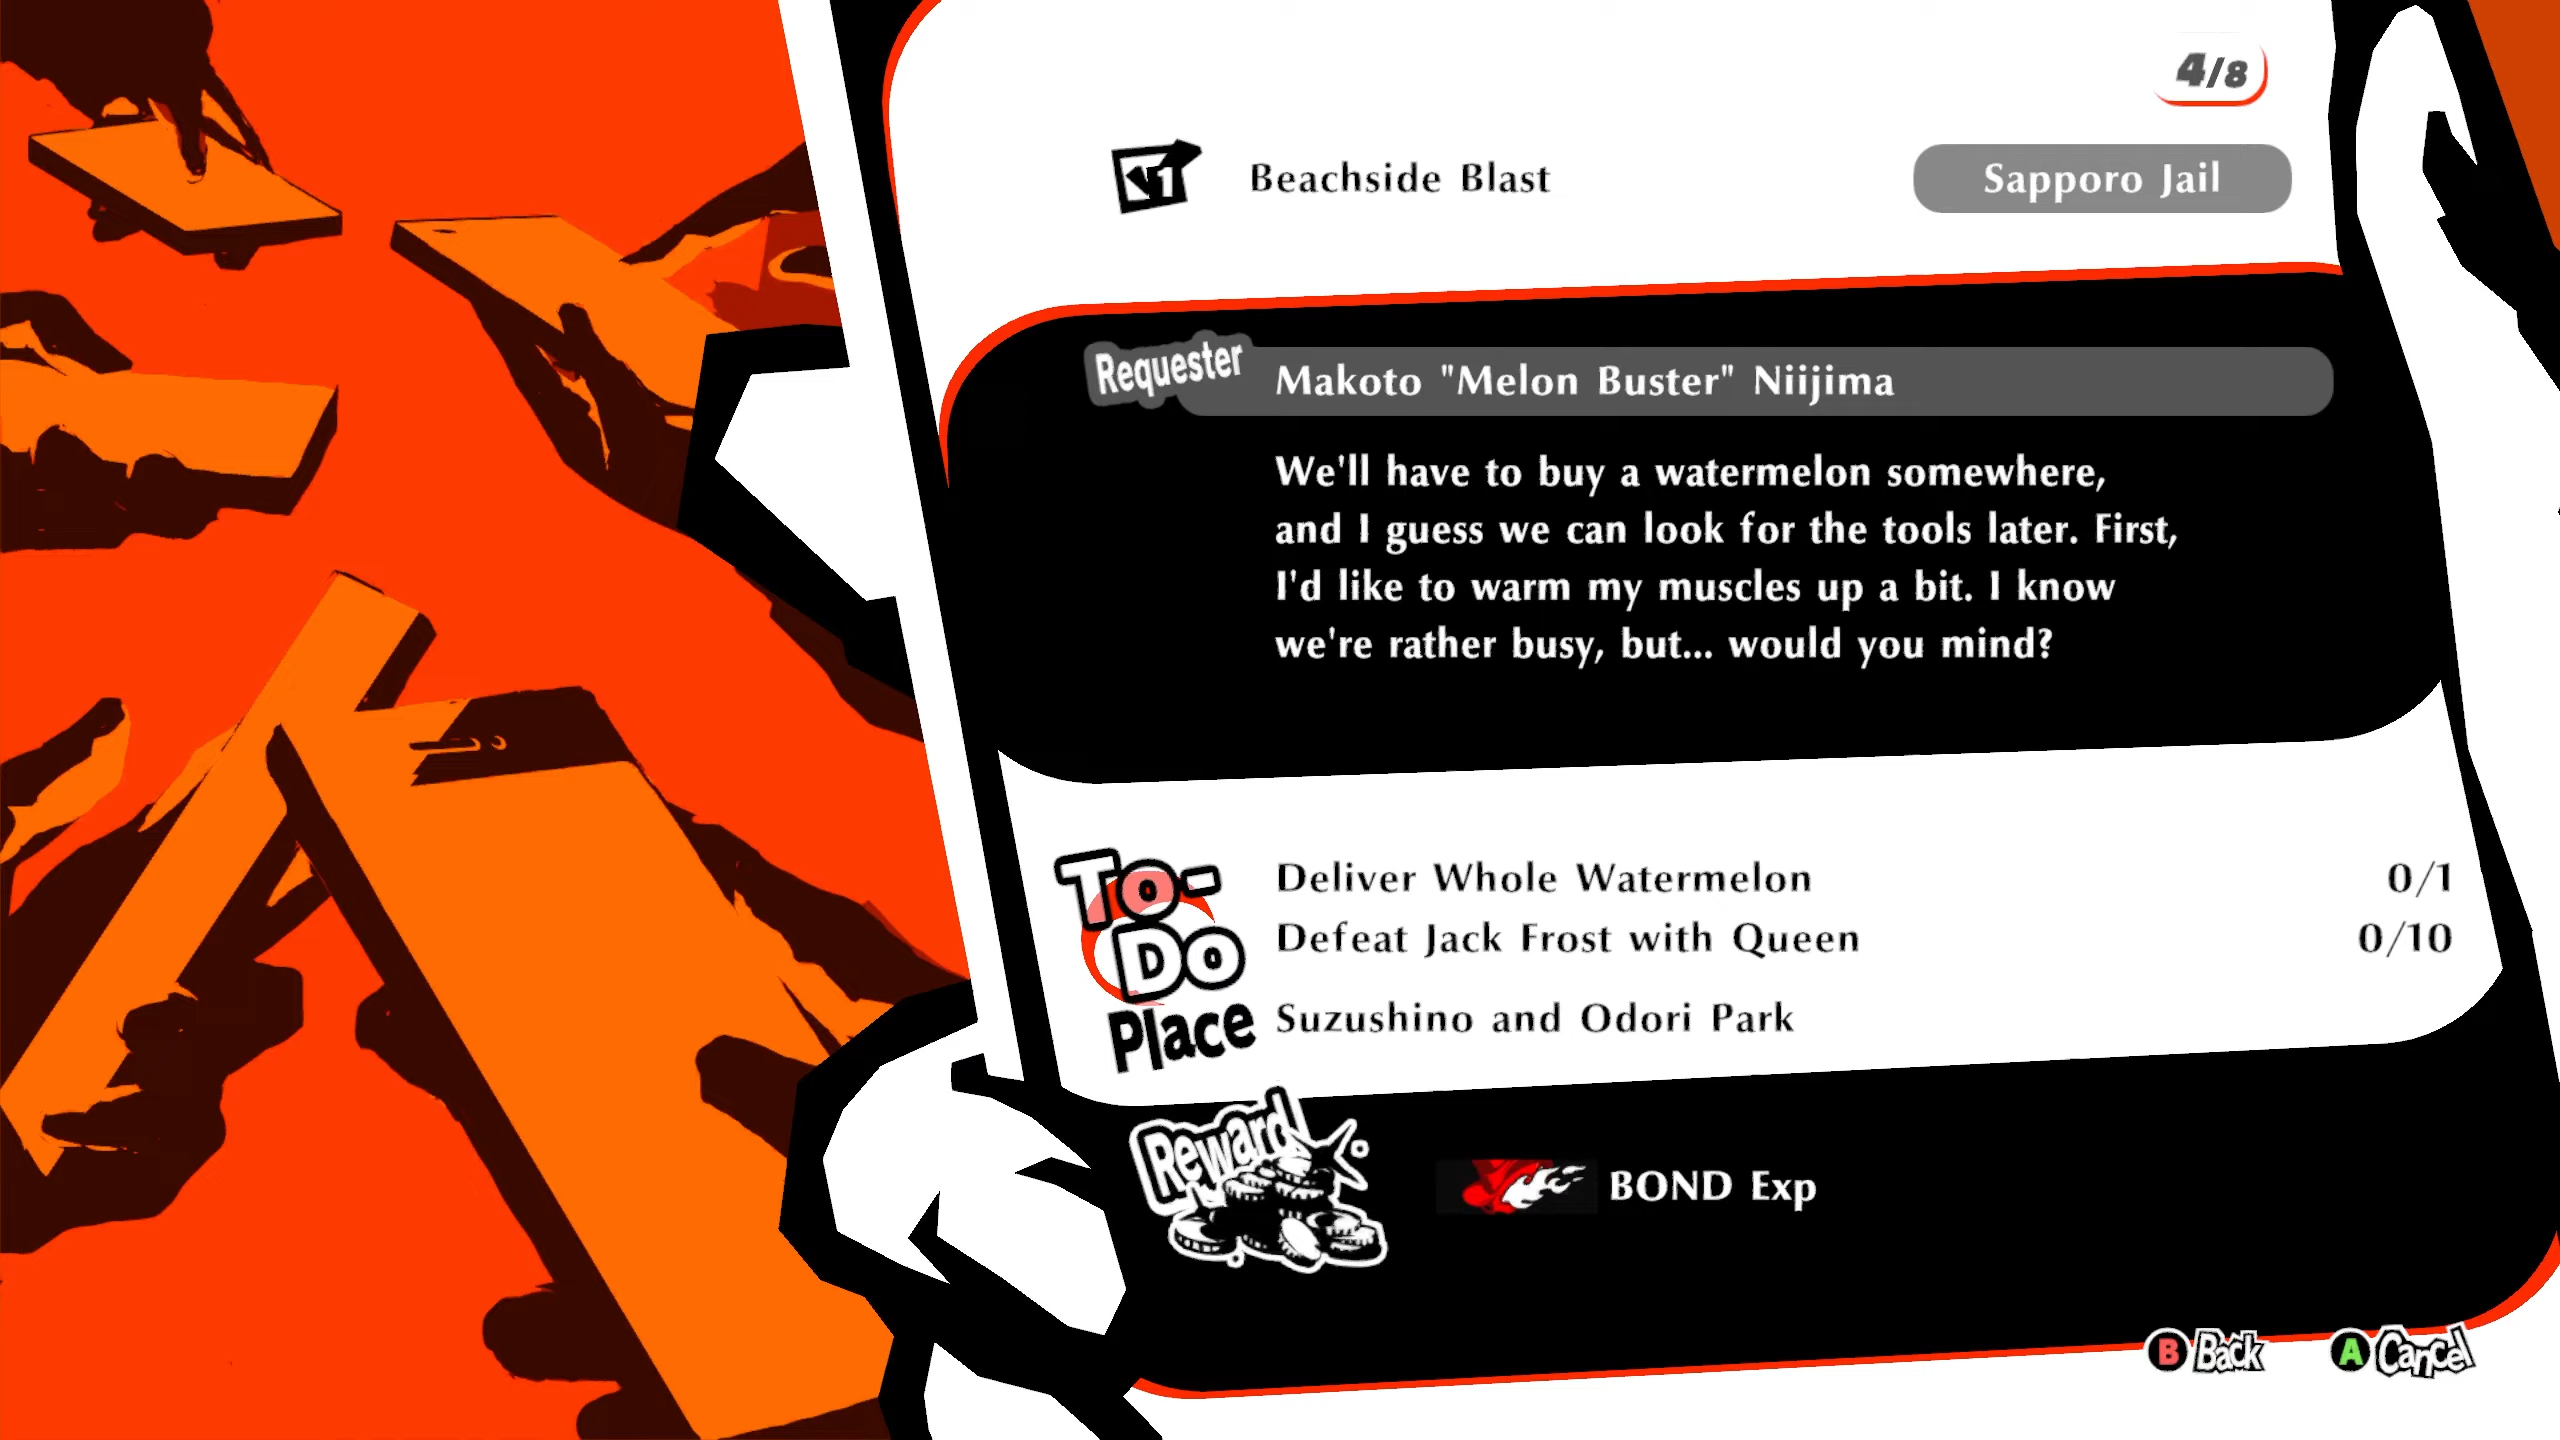 4/8
1
Beachside Blast
Sapporo Jail
Requester
Makoto "Melon Buster" Niijima
We'll have to buy a watermelon somewhere,
and I guess we can look for the tools later. First,
I'd like to warm my muscles up a bit. I know
we're rather busy, but... would you mind?
To-
Do
Deliver Whole Watermelon 0/1
Defeat Jack Frost with Queen 0/10
Place
Suzushino and Odori Park
Reward
BOND Exp
B Back
A Cancel